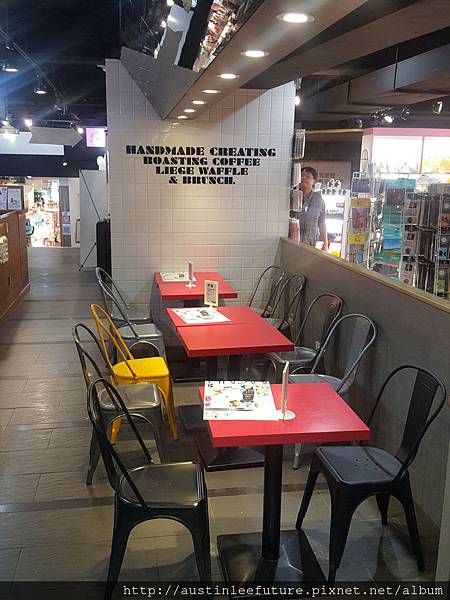 HANDMADE CREATING
ROASTING COFFEE
LIEGE WAFFLE
& BRUNCH.
http://austinleefuture.pixnet.net/album